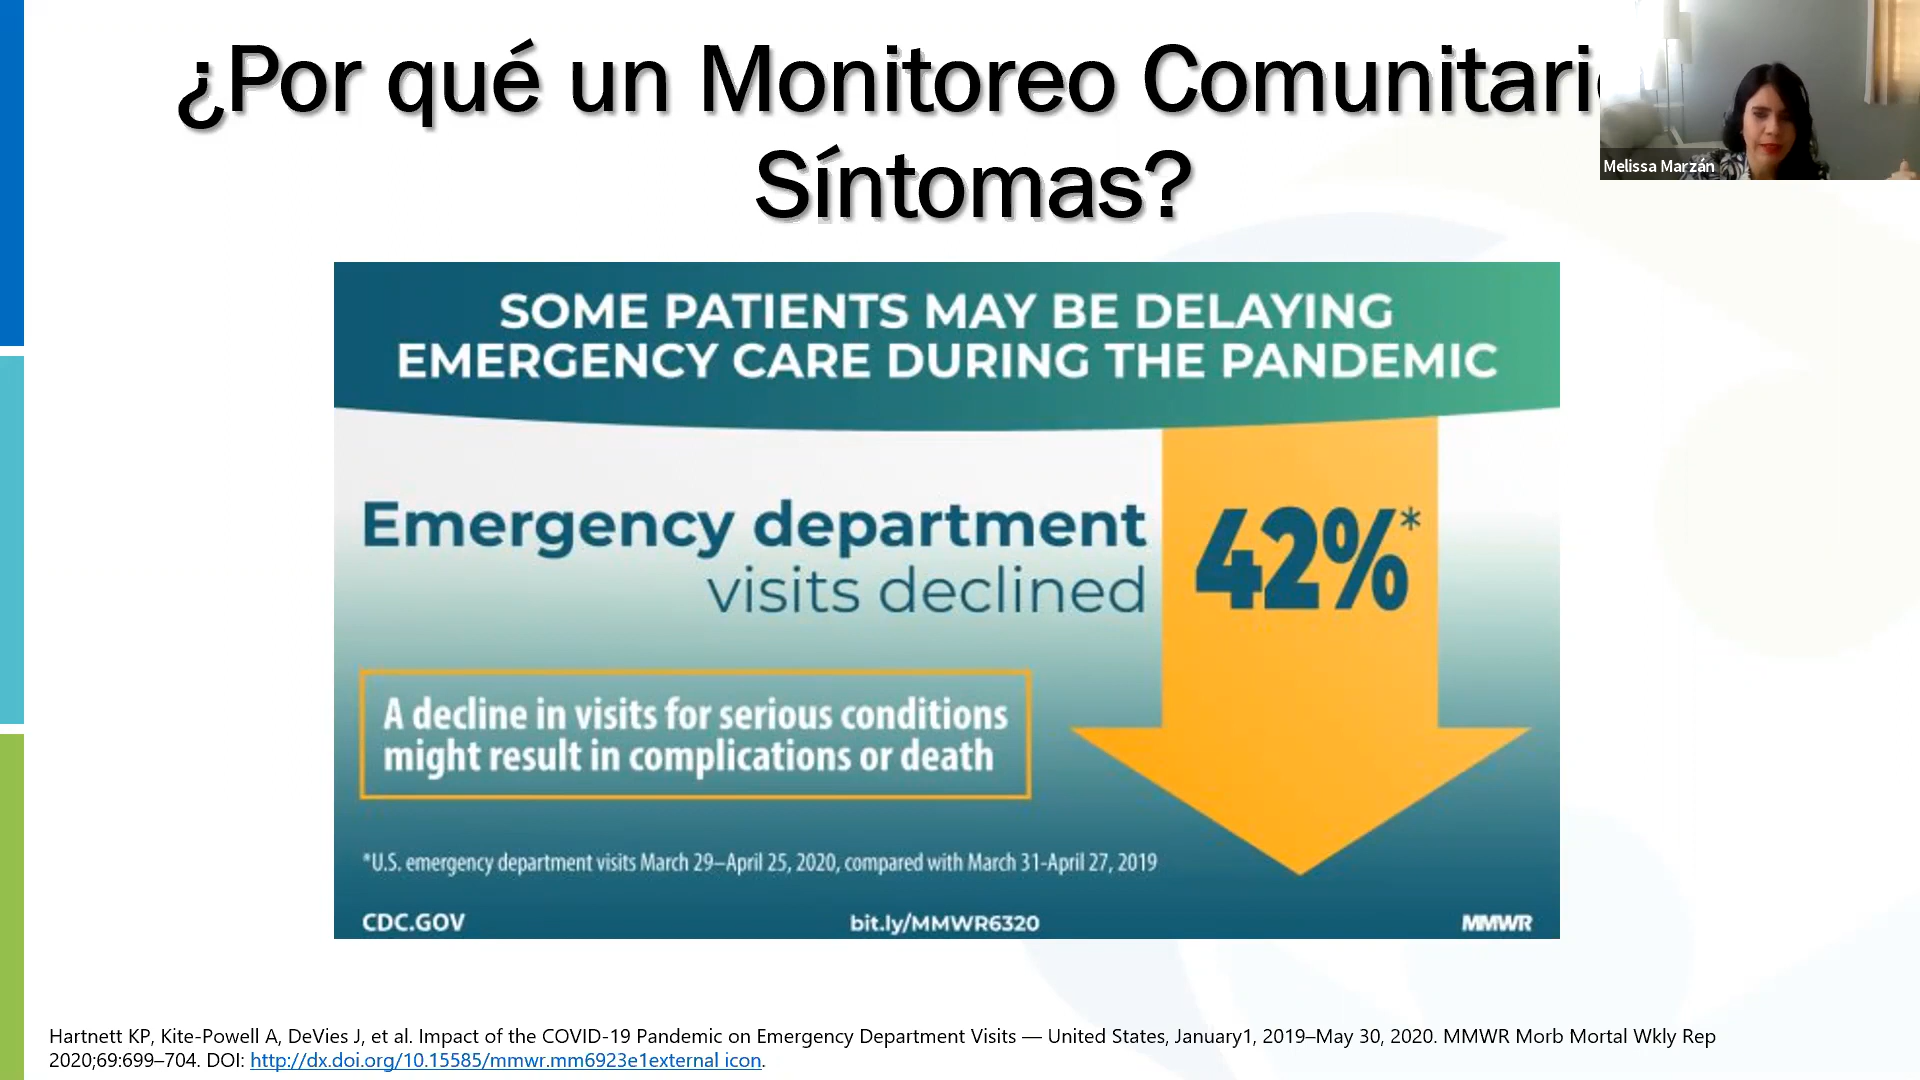 ¿Por qué un Monitoreo Comunitari
Síntomas?
Melissa Marzán
SOME PATIENTS MAY BE DELAYING
EMERGENCY CARE DURING THE PANDEMIC
Emergency department
visits declined
42%*
A decline in visits for serious conditions
might result in complications or death
*U.S. emergency department visits March 29–April 25, 2020, compared with March 31-April 27, 2019
CDC.GOV
bit.ly/MMWR6320
MMWR
Hartnett KP, Kite-Powell A, DeVies J, et al. Impact of the COVID-19 Pandemic on Emergency Department Visits — United States, January1, 2019–May 30, 2020. MMWR Morb Mortal Wkly Rep
2020;69:699–704. DOI: http://dx.doi.org/10.15585/mmwr.mm6923e1external icon.